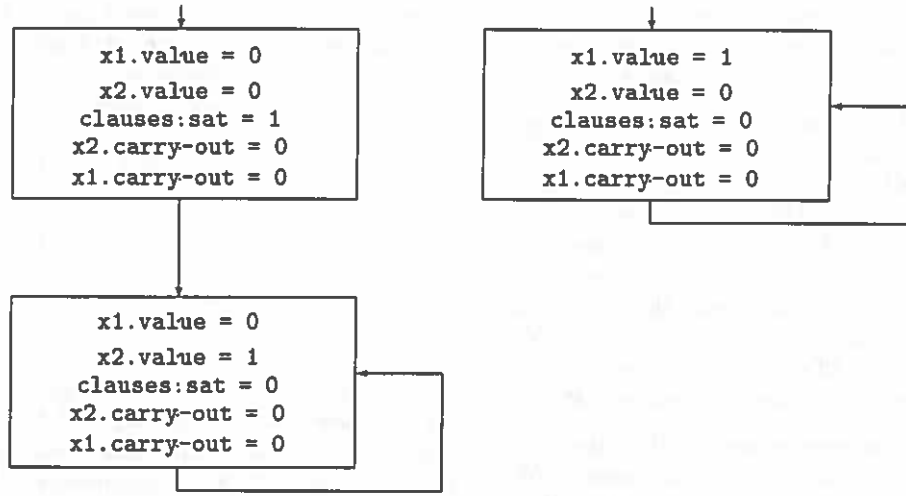 x1.value = 0
x2.value = 0
clauses:sat = 1
x2.carry-out = 0
x1.carry-out = 0
x1.value = 1
x2.value = 0
clauses:sat = 0
x2.carry-out = 0
x1.carry-out = 0
x1.value = 0
x2.value = 1
clauses:sat = 0
x2.carry-out = 0
x1.carry-out = 0